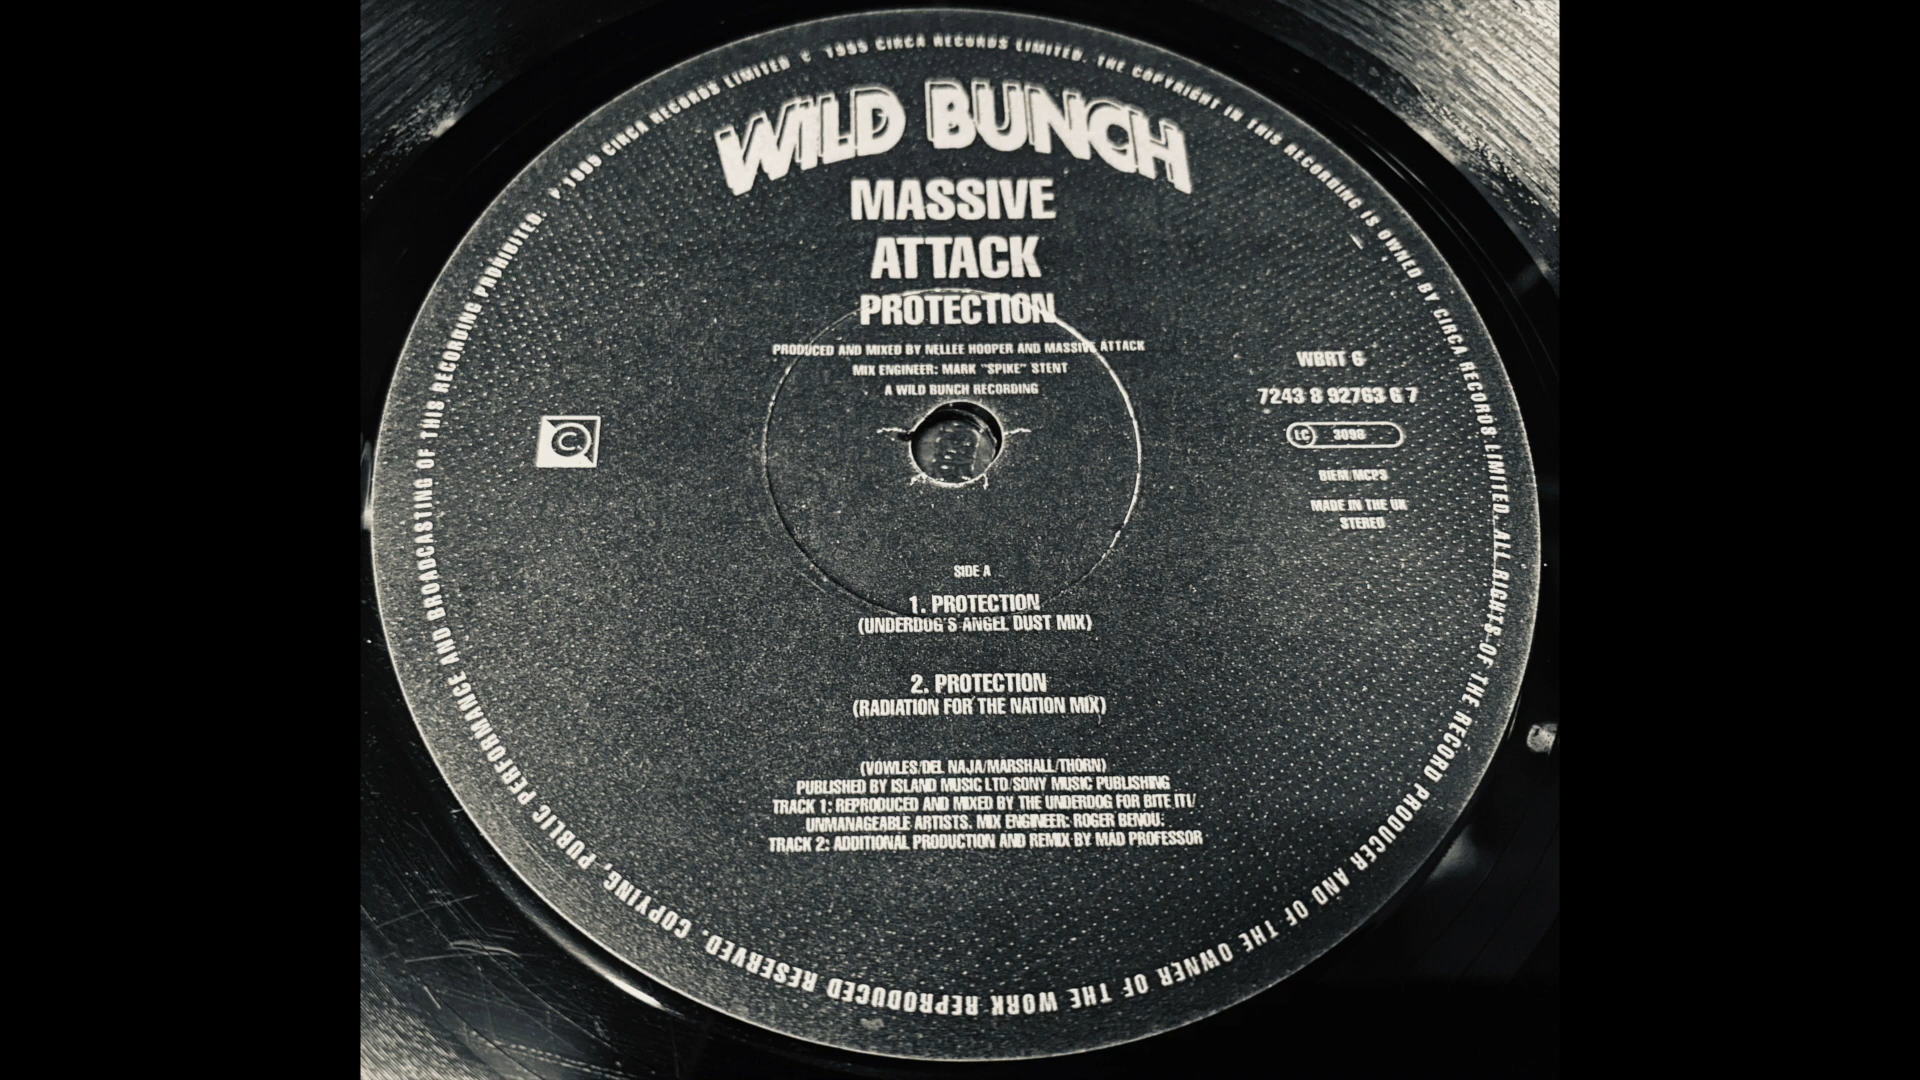 ℗ 1995 CIRCA RECORDS LIMITED © 1995 CIRCA RECORDS LIMITED. THE COPYRIGHT IN THIS RECORDING IS OWNED BY CIRCA RECORDS LIMITED. ALL RIGHTS OF THE RECORD PRODUCER AND OF THE OWNER OF THE WORK REPRODUCED RESERVED. COPYING, PUBLIC PERFORMANCE AND BROADCASTING OF THIS RECORDING PROHIBITED.
WILD BUNCH
MASSIVE
ATTACK
PROTECTION
PRODUCED AND MIXED BY NELLEE HOOPER AND MASSIVE ATTACK
MIX ENGINEER: MARK "SPIKE" STENT
A WILD BUNCH RECORDING
C
WBRT 6
7243 8 92763 6 7
LC 3098
BIEM/MCPS
MADE IN THE UK
STEREO
SIDE A
1. PROTECTION
(UNDERDOG'S ANGEL DUST MIX)
2. PROTECTION
(RADIATION FOR THE NATION MIX)
(VOWLES/DEL NAJA/MARSHALL/THORN)
PUBLISHED BY ISLAND MUSIC LTD/SONY MUSIC PUBLISHING
TRACK 1: REPRODUCED AND MIXED BY THE UNDERDOG FOR BITE IT!/
UNMANAGEABLE ARTISTS. MIX ENGINEER: ROGER BENOU.
TRACK 2: ADDITIONAL PRODUCTION AND REMIX BY MAD PROFESSOR